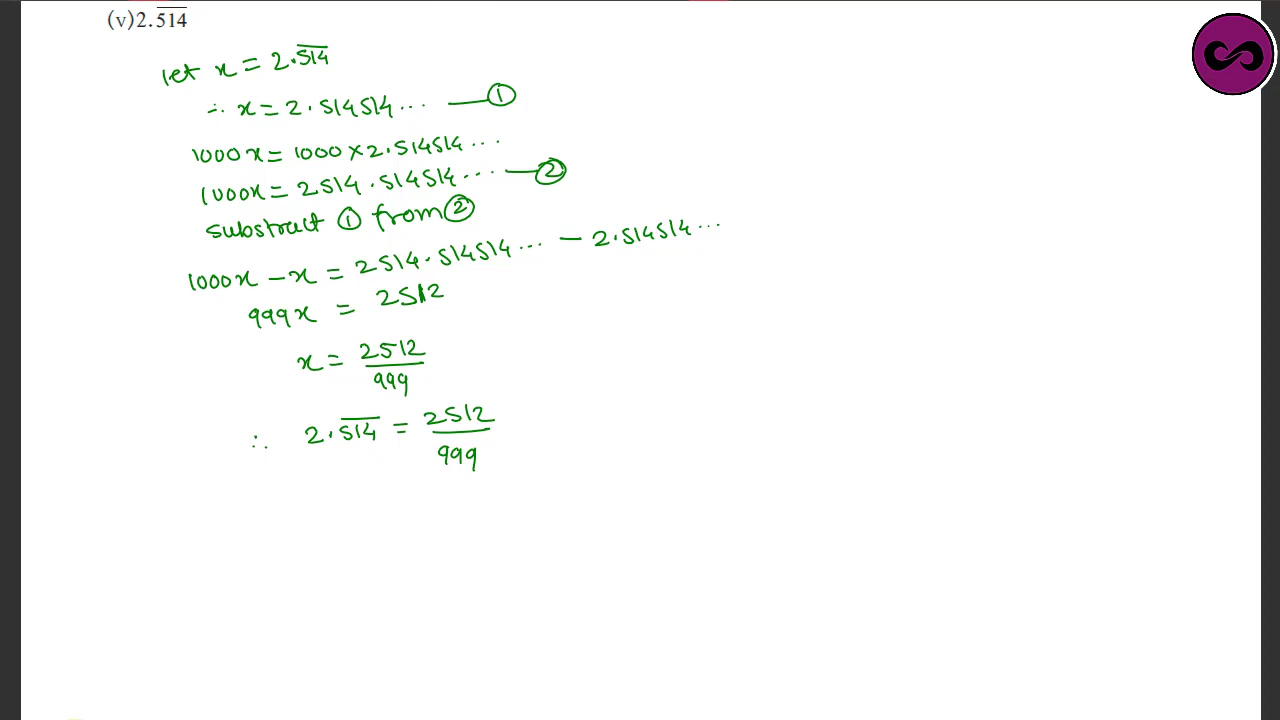 (v) 2.5̅1̅4̅
let x = 2.5̅1̅4̅
∴ x = 2.514514... — ①
1000x = 1000 × 2.514514...
1000x = 2514.514514... — ②
substract ① from ②
1000x − x = 2514.514514... − 2.514514...
999x = 2512
x = 2512/999
∴ 2.5̅1̅4̅ = 2512/999